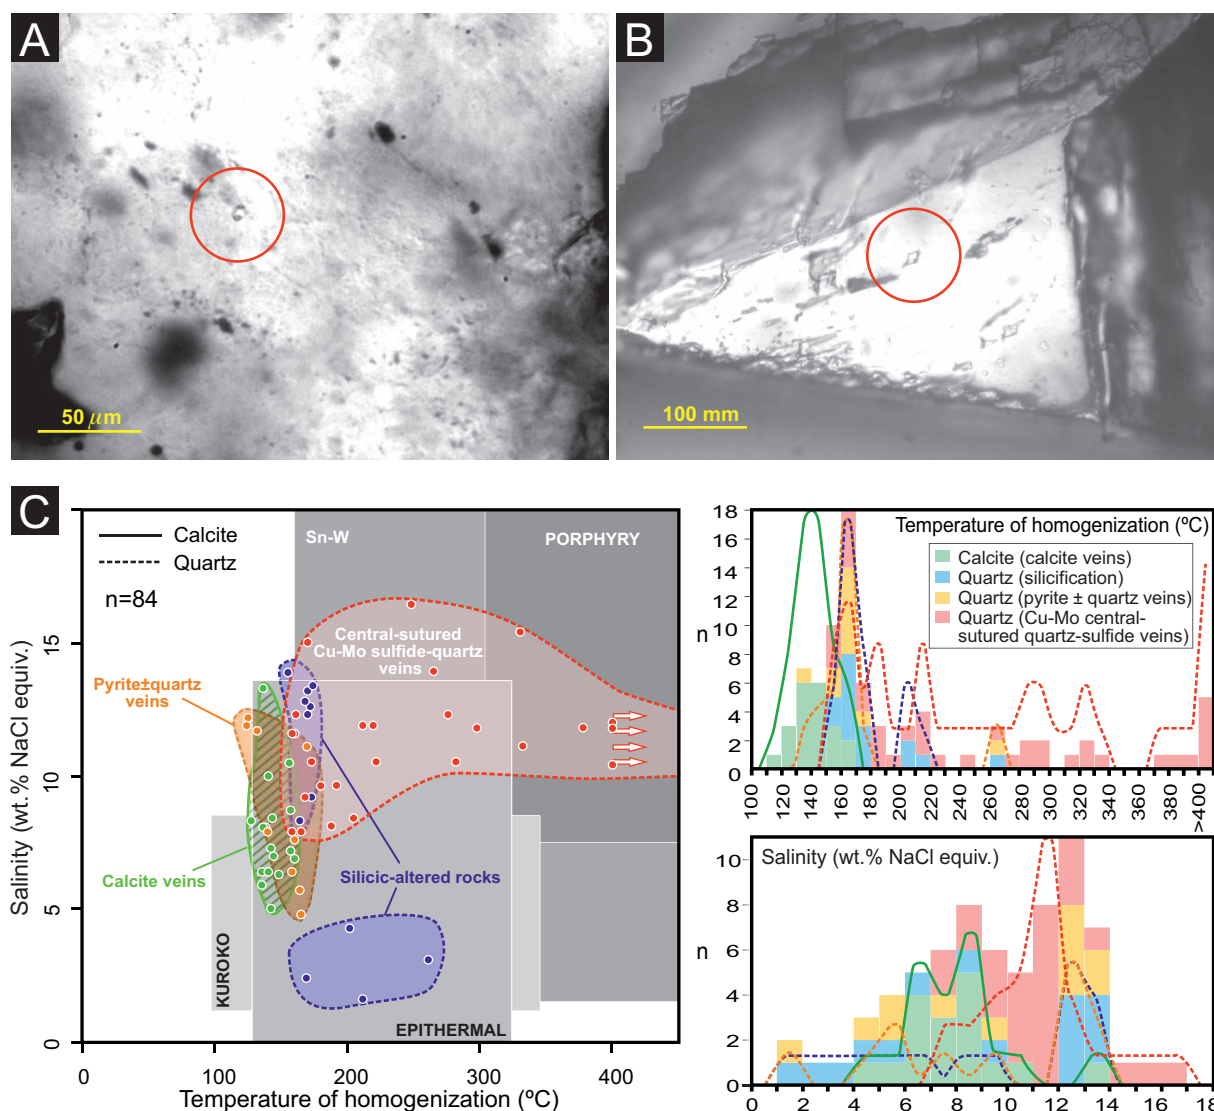 A
50 μm
B
100 mm
C
Calcite
Quartz
n=84
Sn-W
PORPHYRY
Central-sutured
Cu-Mo sulfide-quartz
veins
Pyrite±quartz
veins
Calcite veins
Silicic-altered rocks
KUROKO
EPITHERMAL
Salinity (wt.% NaCl equiv.)
15
10
5
0
0 100 200 300 400
Temperature of homogenization (ºC)
Temperature of homogenization (ºC)
Calcite (calcite veins)
Quartz (silicification)
Quartz (pyrite ± quartz veins)
Quartz (Cu-Mo central-
sutured quartz-sulfide veins)
n
18
16
14
12
10
8
6
4
2
0
100 120 140 160 180 200 220 240 260 280 300 320 340 360 380 >400
Salinity (wt.% NaCl equiv.)
n
10
8
6
4
2
0
0 2 4 6 8 10 12 14 16 18